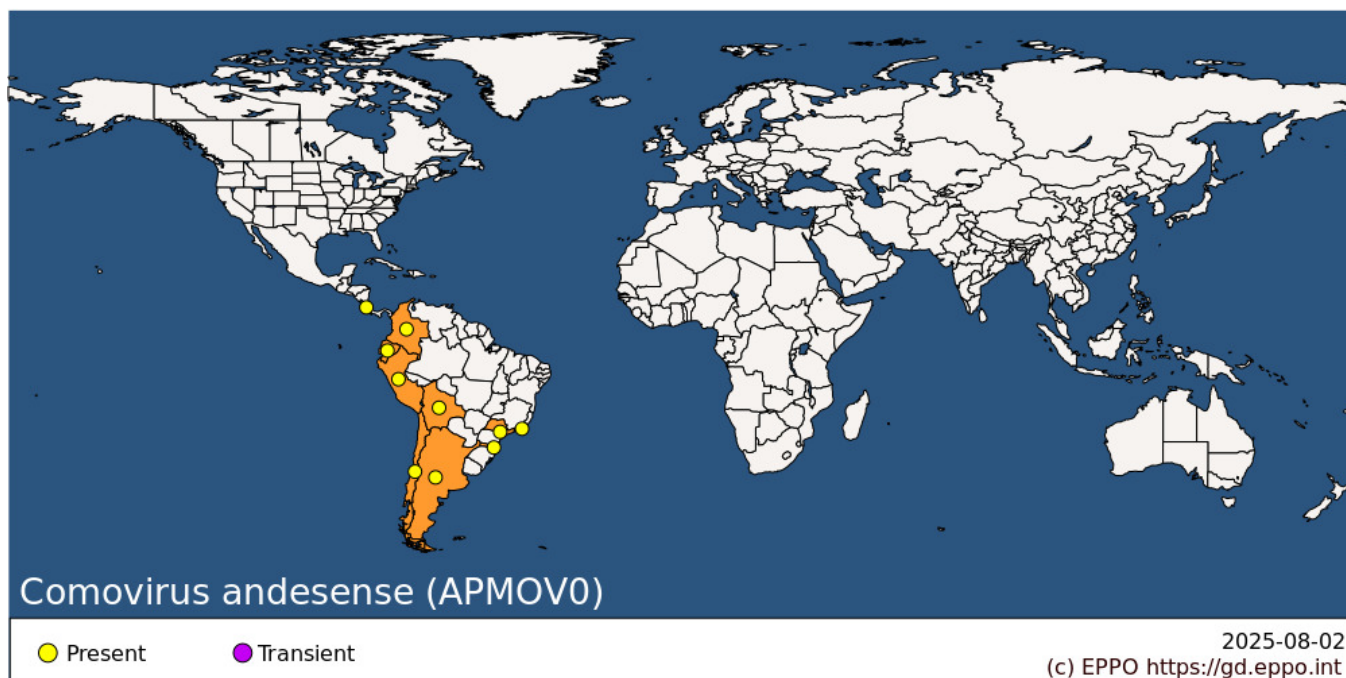 Comovirus andesense (APMOV0)
Present
Transient
2025-08-02
(c) EPPO https://gd.eppo.int